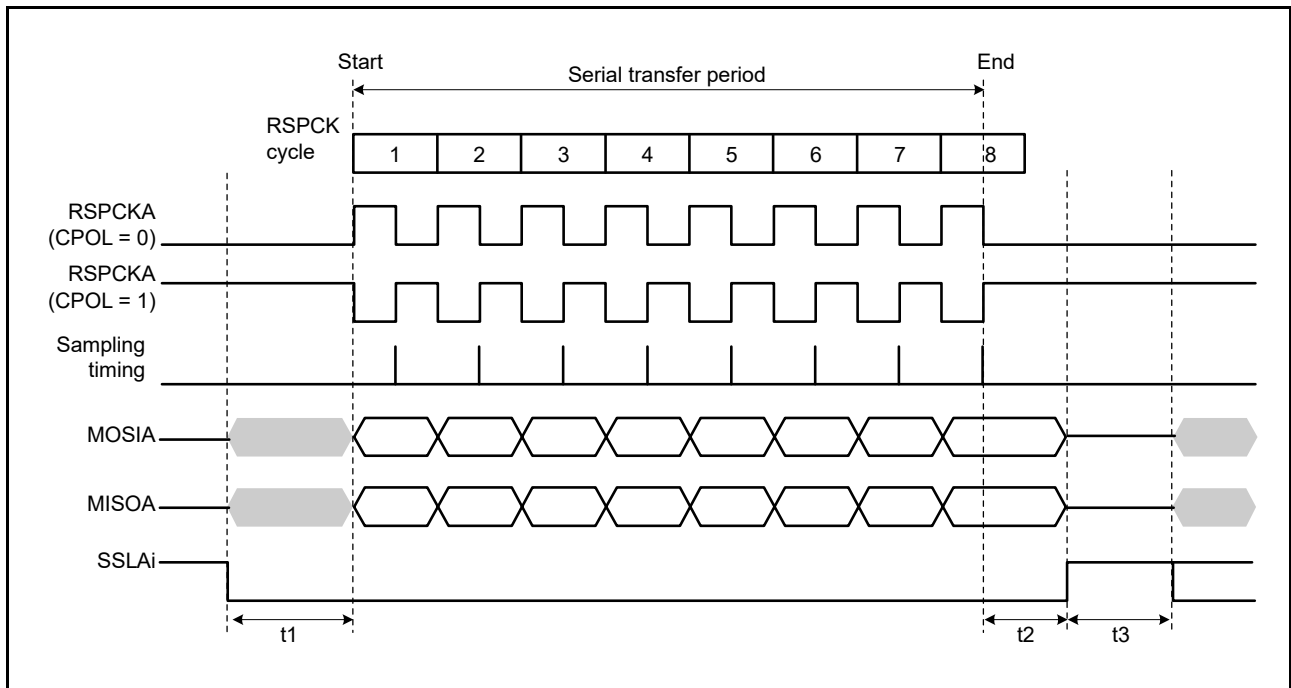 Start
End
Serial transfer period
RSPCK
cycle
1 2 3 4 5 6 7 8
RSPCKA
(CPOL = 0)
RSPCKA
(CPOL = 1)
Sampling
timing
MOSIA
MISOA
SSLAi
t1
t2
t3